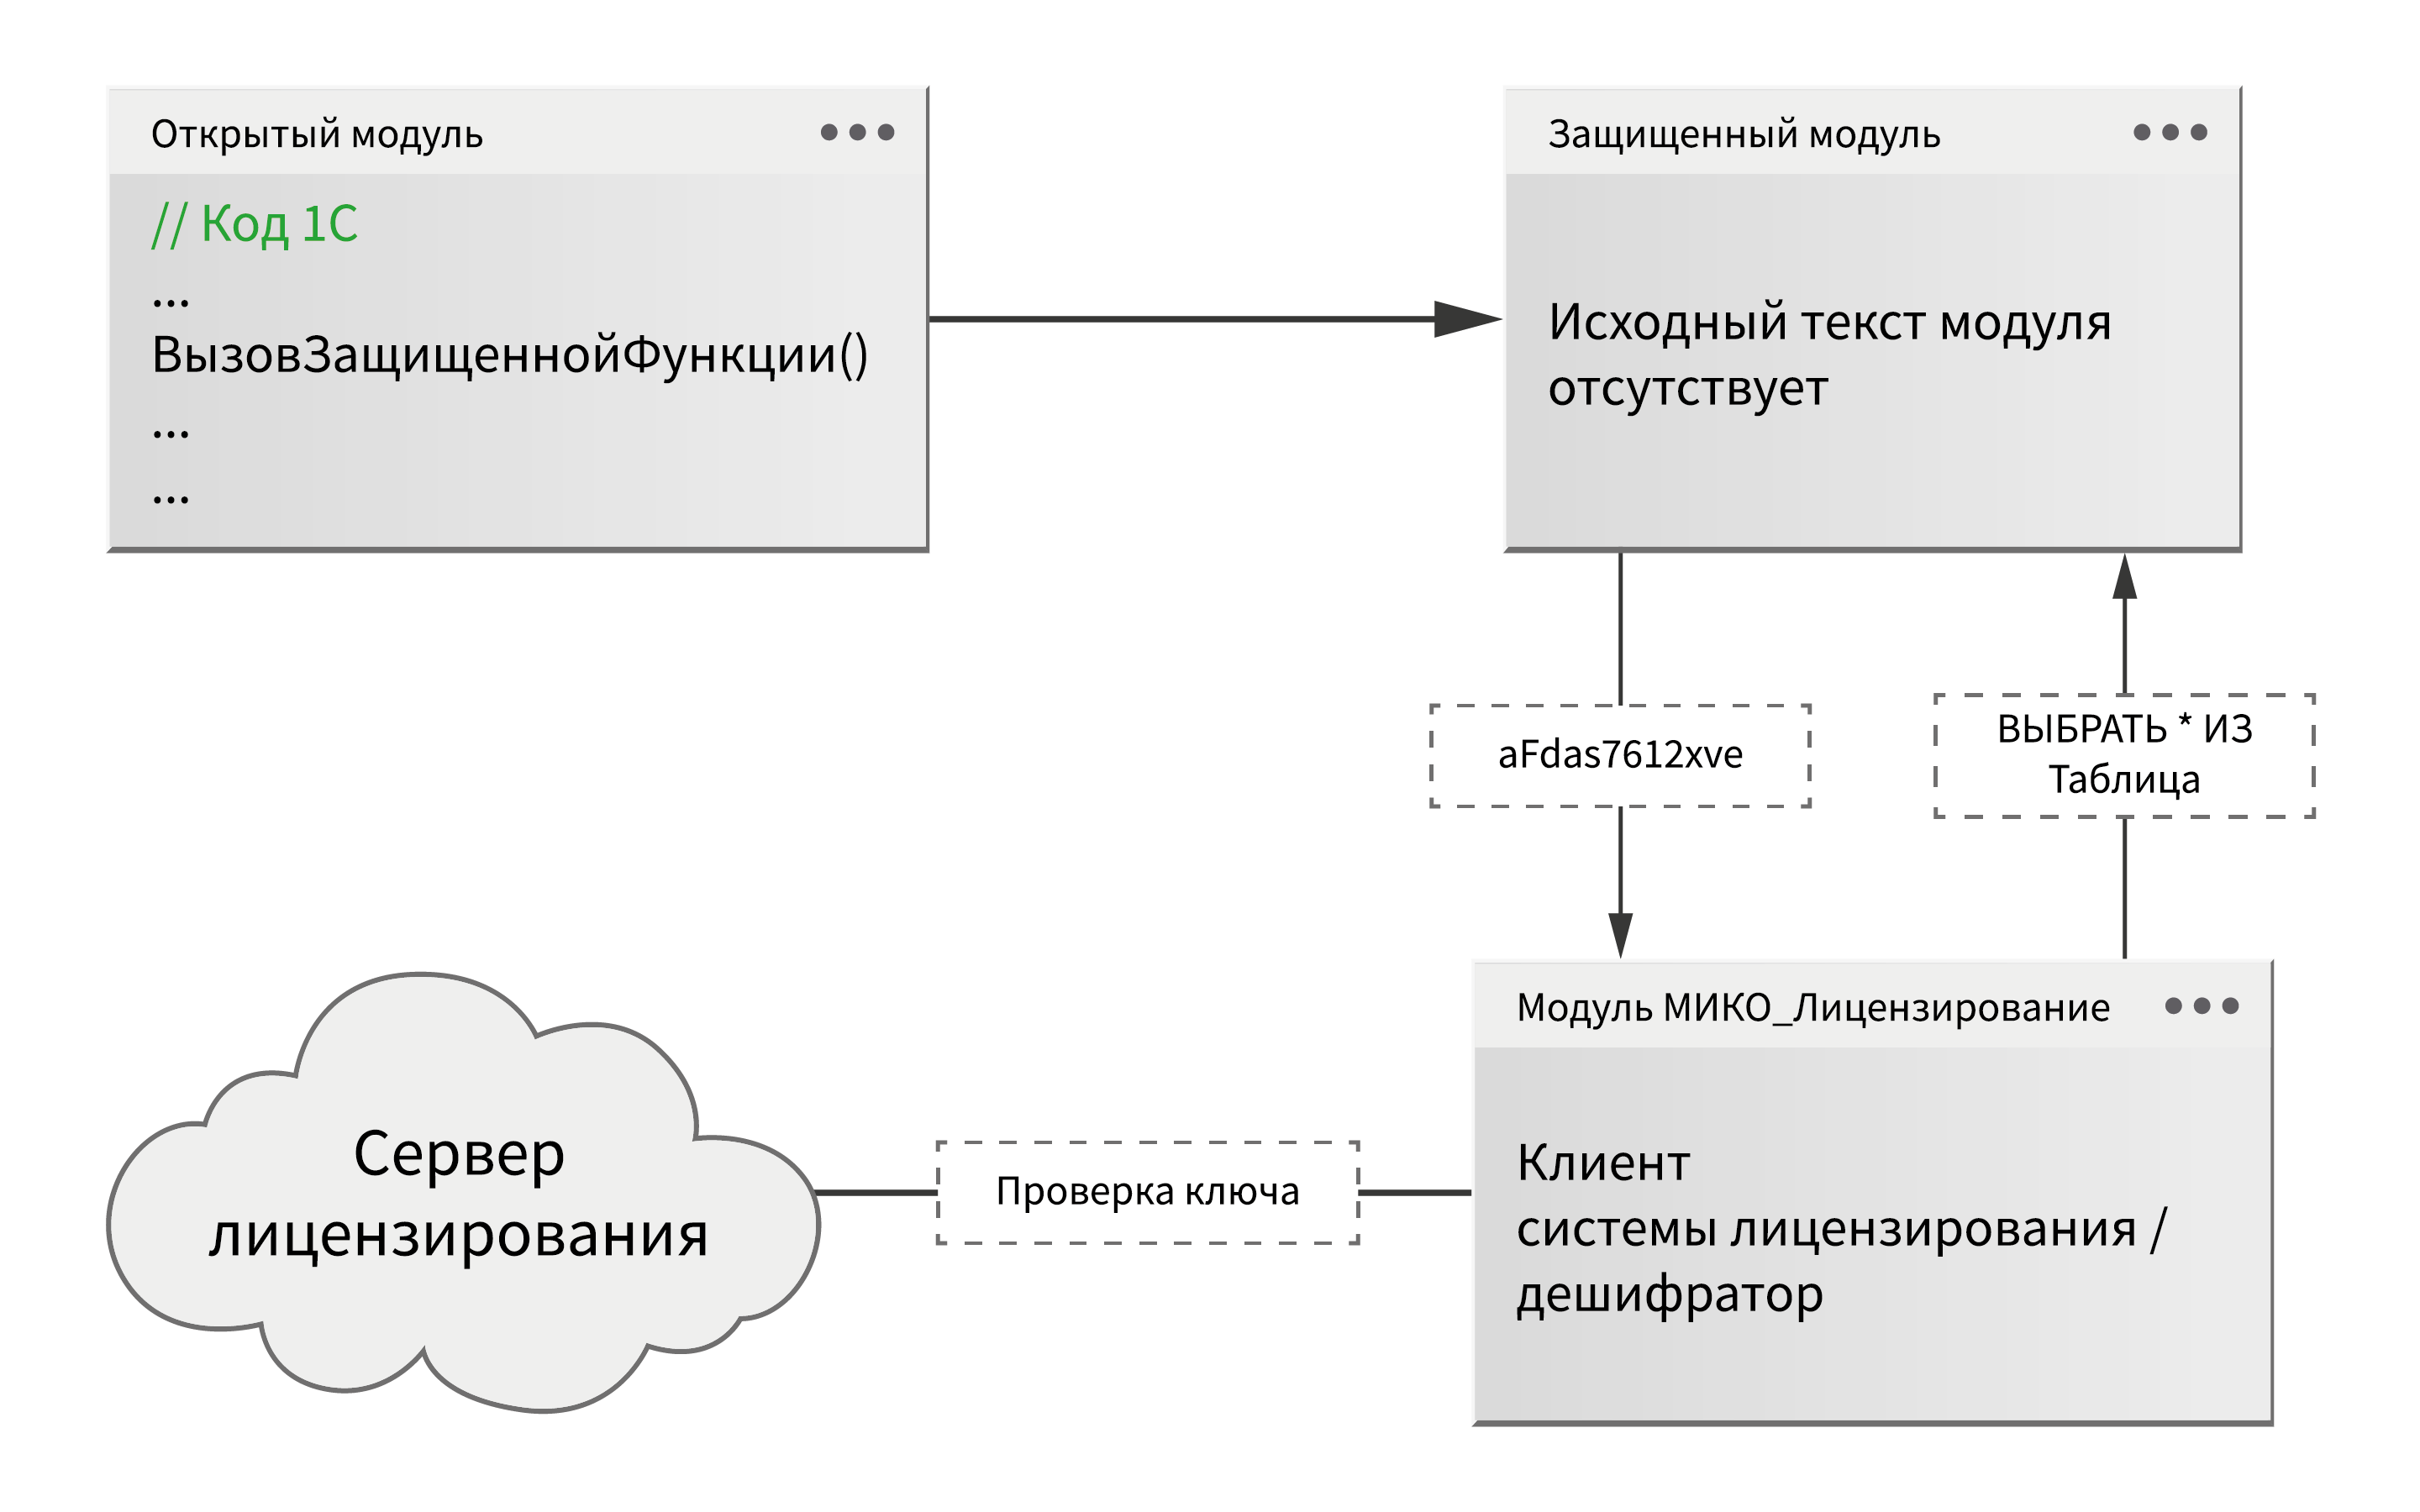 Открытый модуль
// Код 1С
...
ВызовЗащищеннойФункции()
...
...
Защищенный модуль
Исходный текст модуля
отсутствует
aFdas7612xve
ВЫБРАТЬ * ИЗ
Таблица
Модуль МИКО_Лицензирование
Клиент
системы лицензирования /
дешифратор
Проверка ключа
Сервер
лицензирования